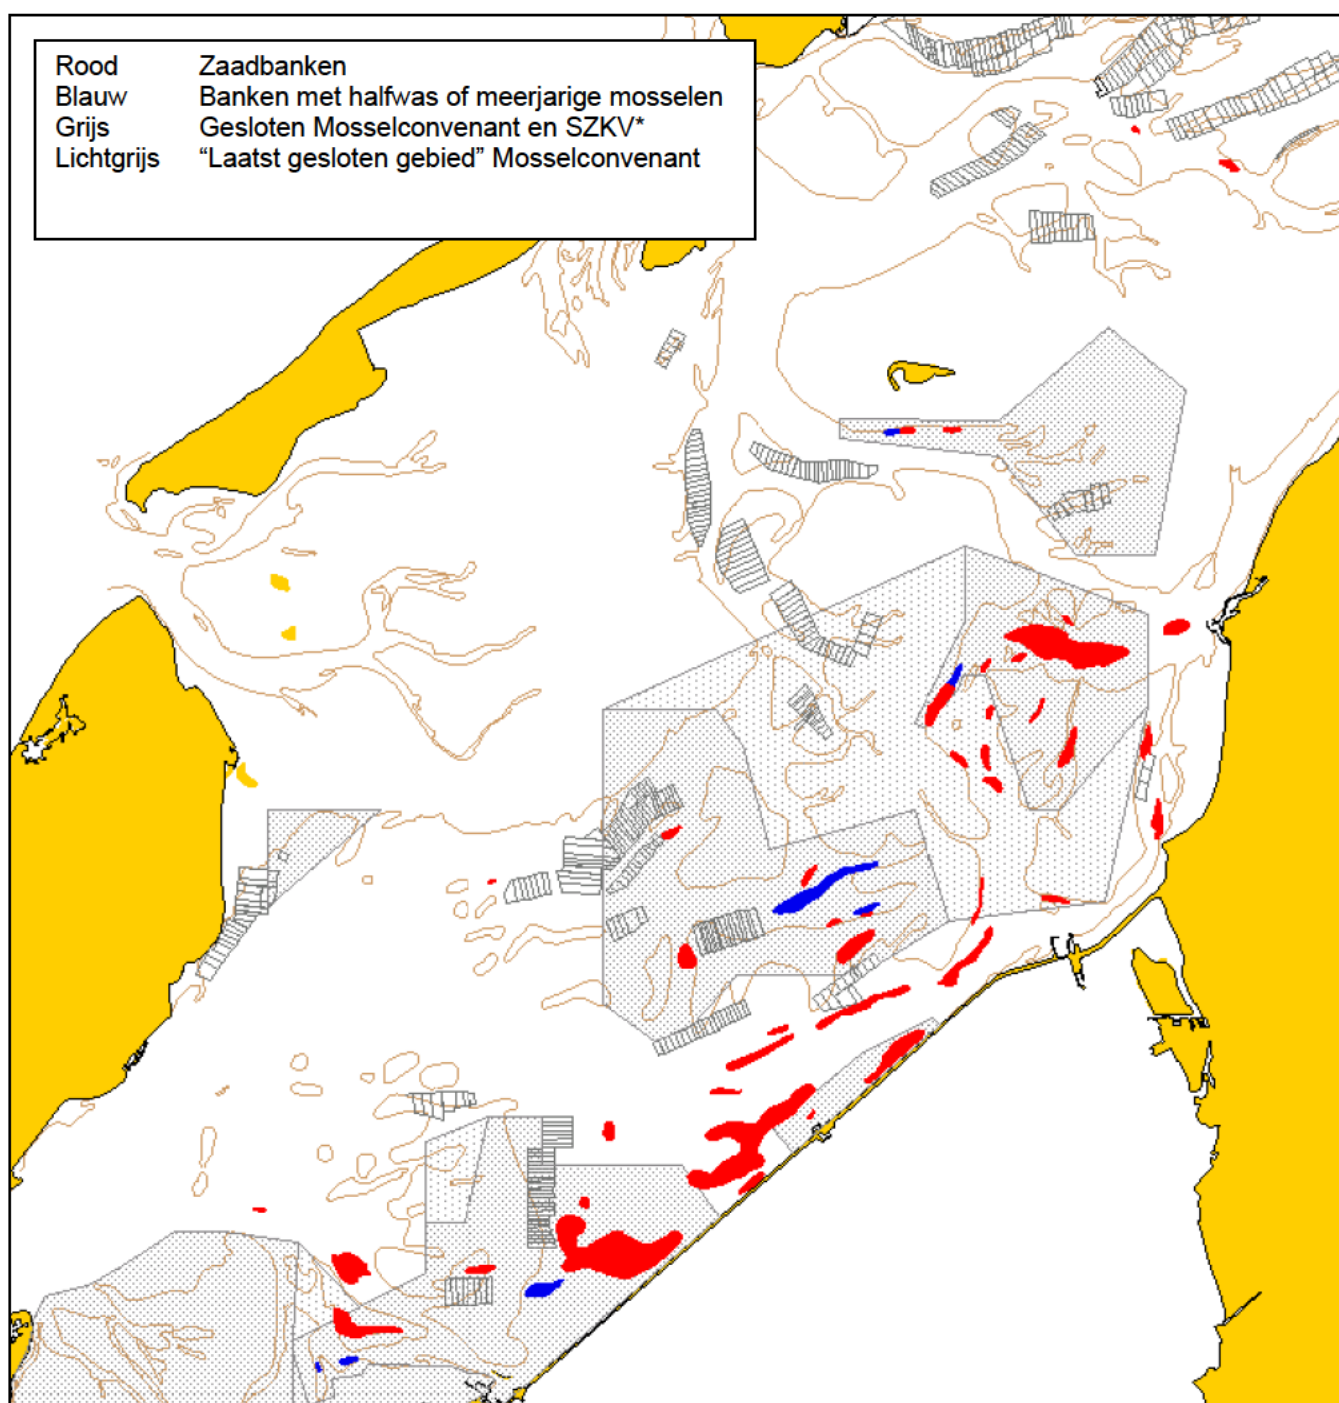 Rood Zaadbanken
Blauw Banken met halfwas of meerjarige mosselen
Grijs Gesloten Mosselconvenant en SZKV*
Lichtgrijs “Laatst gesloten gebied” Mosselconvenant